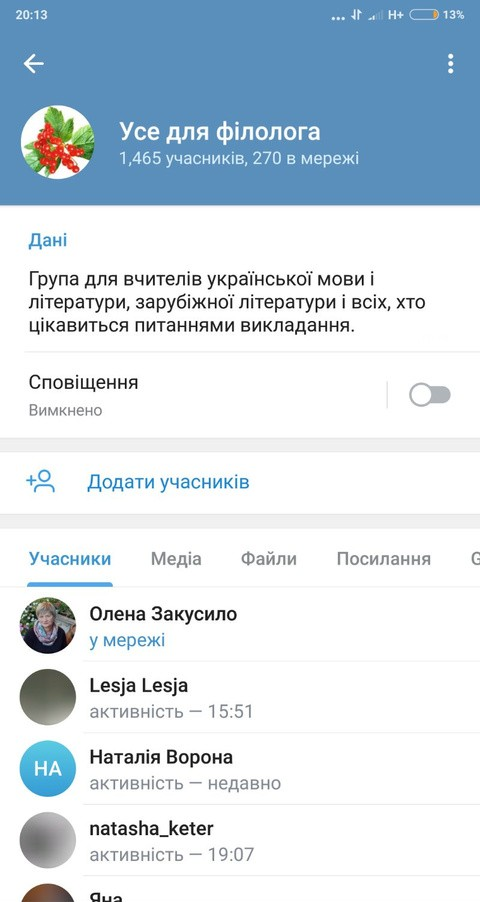 20:13
H+
13%
Усе для філолога
1,465 учасників, 270 в мережі
Дані
Група для вчителів української мови і
літератури, зарубіжної літератури і всіх, хто
цікавиться питаннями викладання.
Сповіщення
Вимкнено
Додати учасників
Учасники Медіа Файли Посилання G
Олена Закусило
у мережі
Lesja Lesja
активність — 15:51
НА
Наталія Ворона
активність — недавно
natasha_keter
активність — 19:07
Яна